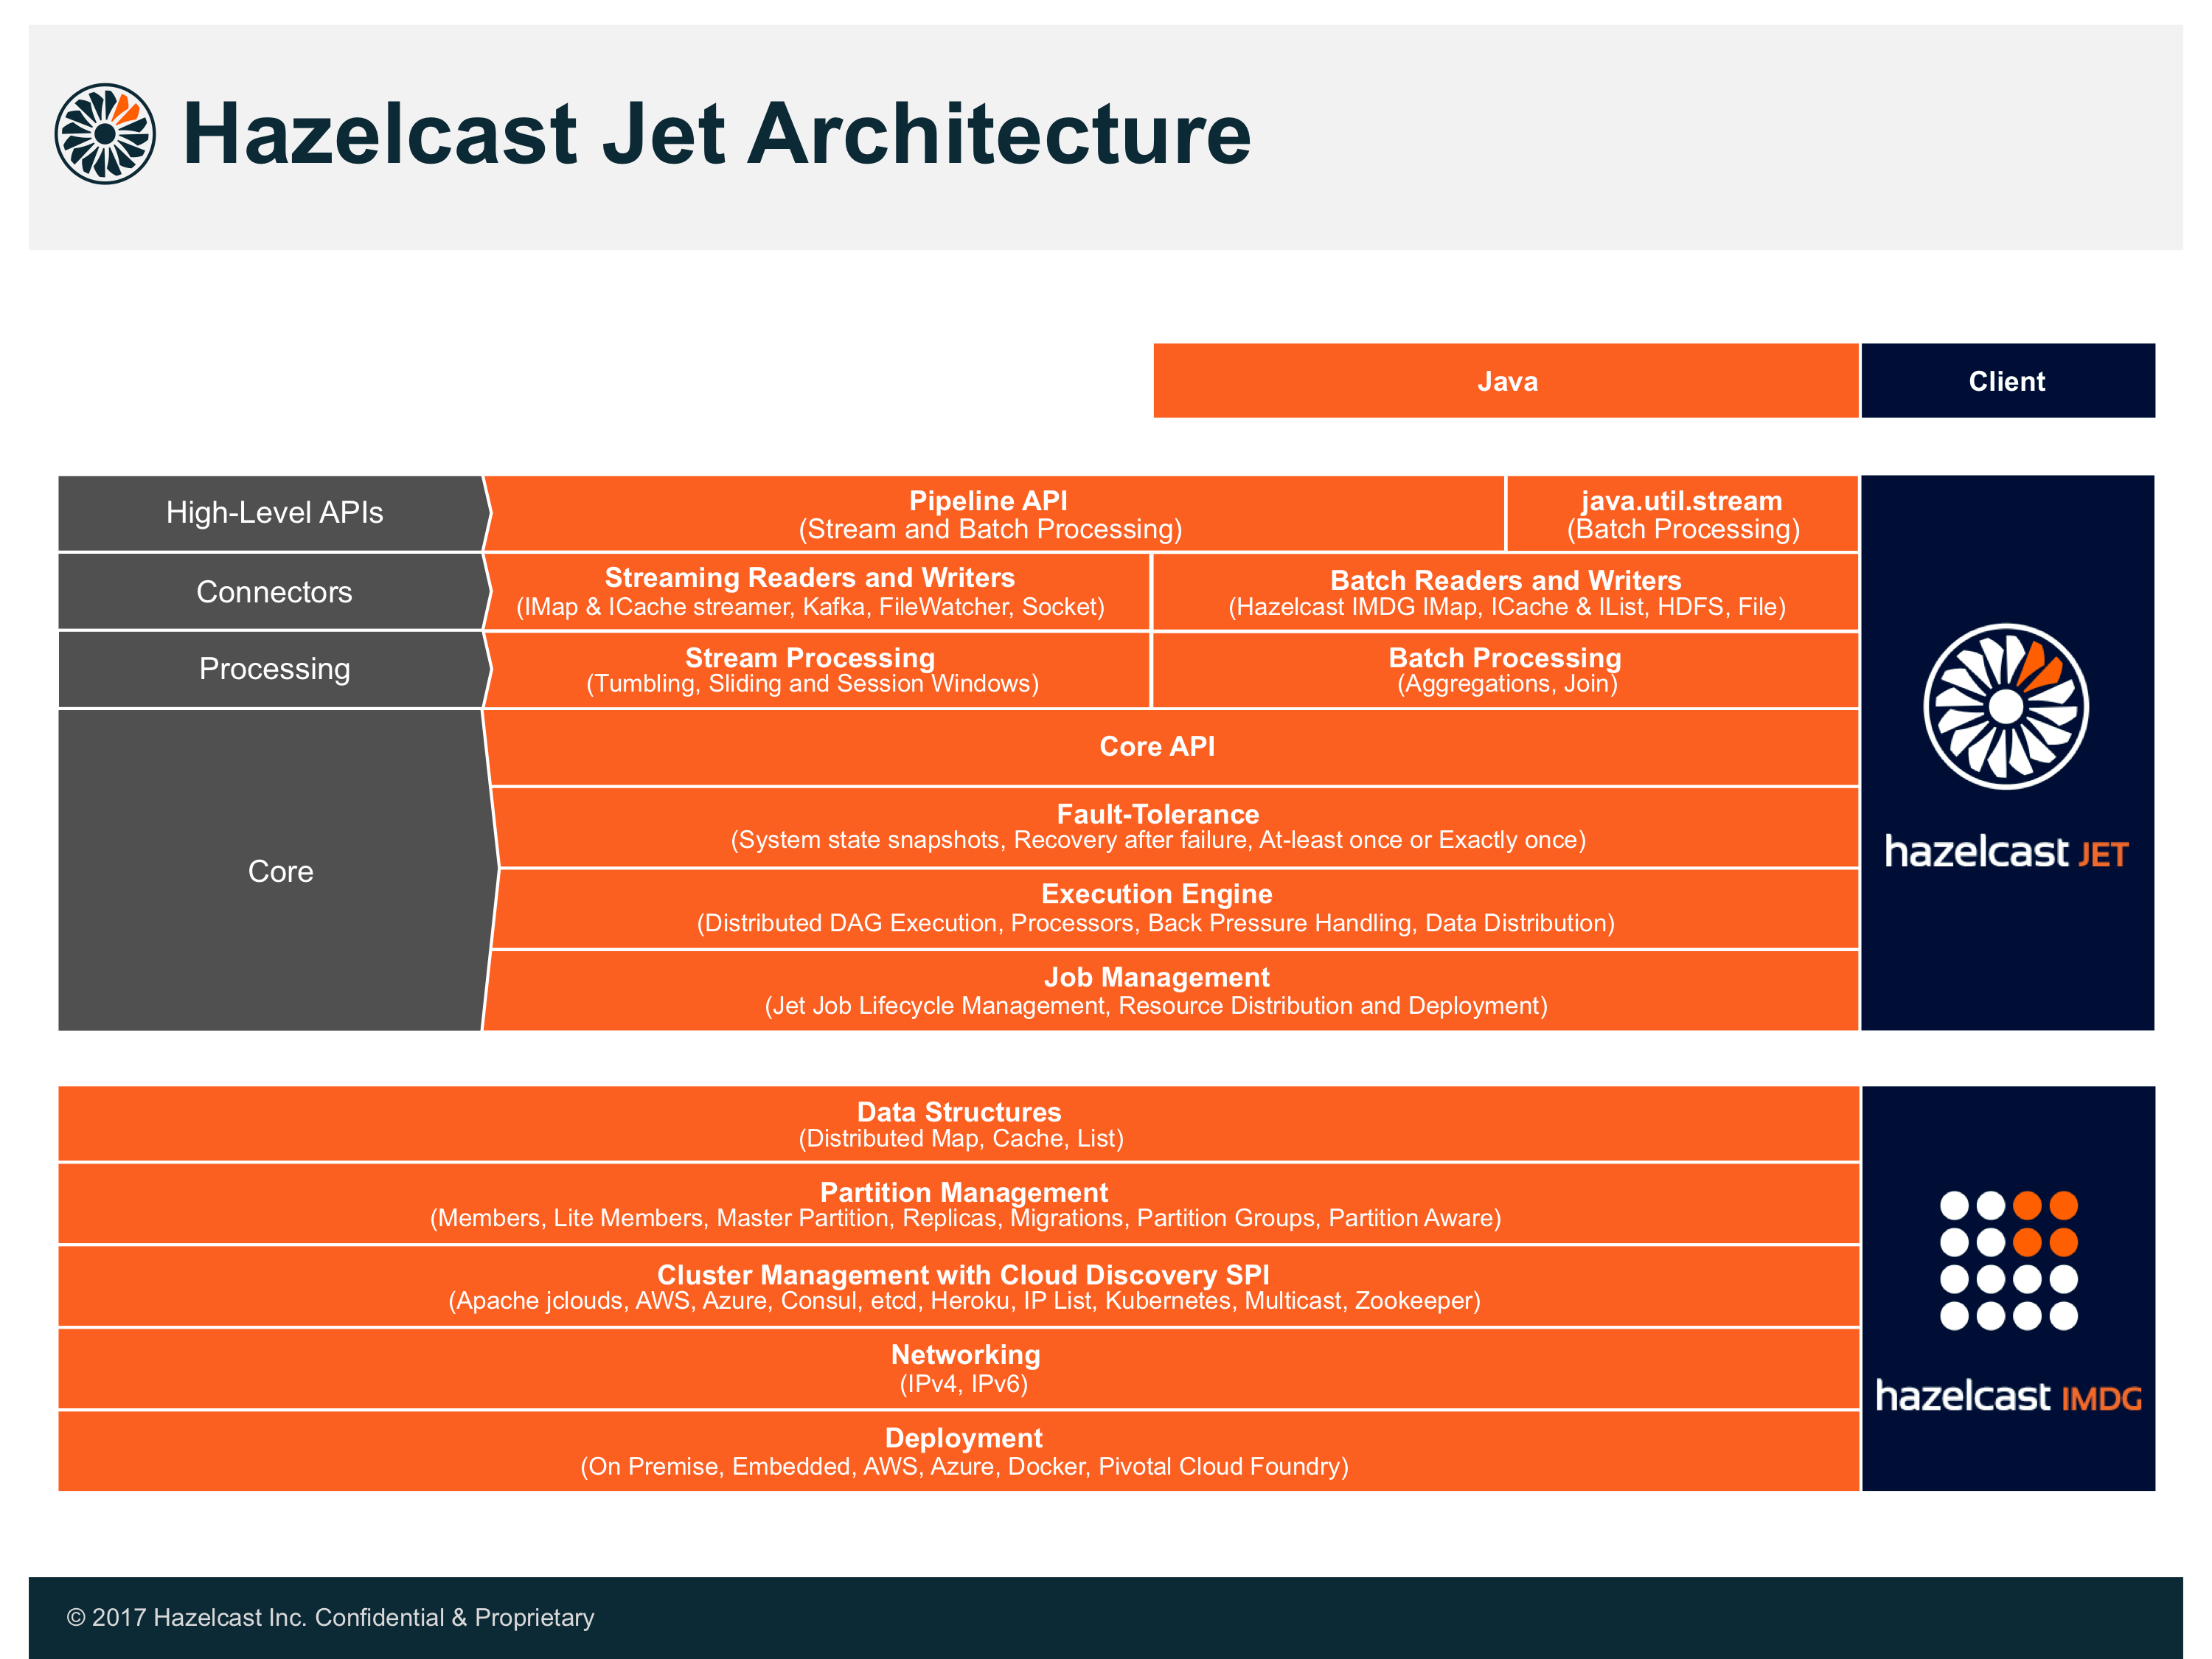 Hazelcast Jet Architecture
Java
Client
High-Level APIs
Pipeline API
(Stream and Batch Processing)
java.util.stream
(Batch Processing)
Connectors
Streaming Readers and Writers
(IMap & ICache streamer, Kafka, FileWatcher, Socket)
Batch Readers and Writers
(Hazelcast IMDG IMap, ICache & IList, HDFS, File)
Processing
Stream Processing
(Tumbling, Sliding and Session Windows)
Batch Processing
(Aggregations, Join)
Core
Core API
Fault-Tolerance
(System state snapshots, Recovery after failure, At-least once or Exactly once)
Execution Engine
(Distributed DAG Execution, Processors, Back Pressure Handling, Data Distribution)
Job Management
(Jet Job Lifecycle Management, Resource Distribution and Deployment)
hazelcast JET
Data Structures
(Distributed Map, Cache, List)
Partition Management
(Members, Lite Members, Master Partition, Replicas, Migrations, Partition Groups, Partition Aware)
Cluster Management with Cloud Discovery SPI
(Apache jclouds, AWS, Azure, Consul, etcd, Heroku, IP List, Kubernetes, Multicast, Zookeeper)
Networking
(IPv4, IPv6)
Deployment
(On Premise, Embedded, AWS, Azure, Docker, Pivotal Cloud Foundry)
hazelcast IMDG
© 2017 Hazelcast Inc. Confidential & Proprietary